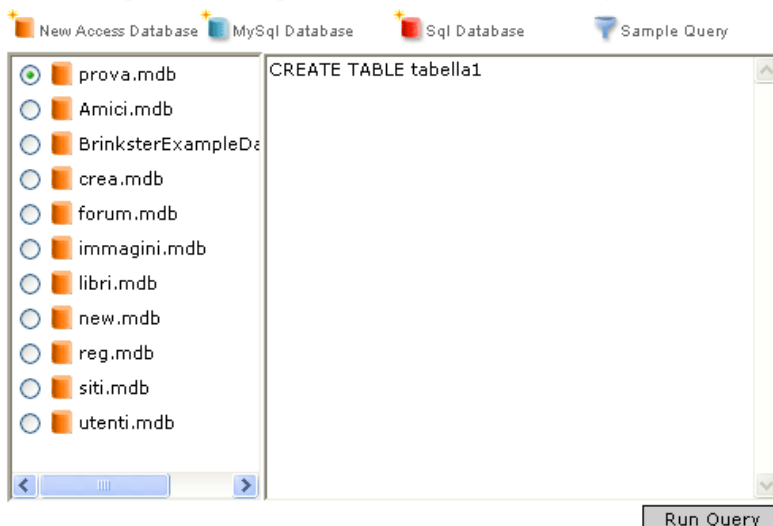 New Access Database MySql Database Sql Database Sample Query
prova.mdb
Amici.mdb
BrinksterExampleDa
crea.mdb
forum.mdb
immagini.mdb
libri.mdb
new.mdb
reg.mdb
siti.mdb
utenti.mdb
CREATE TABLE tabella1
Run Query